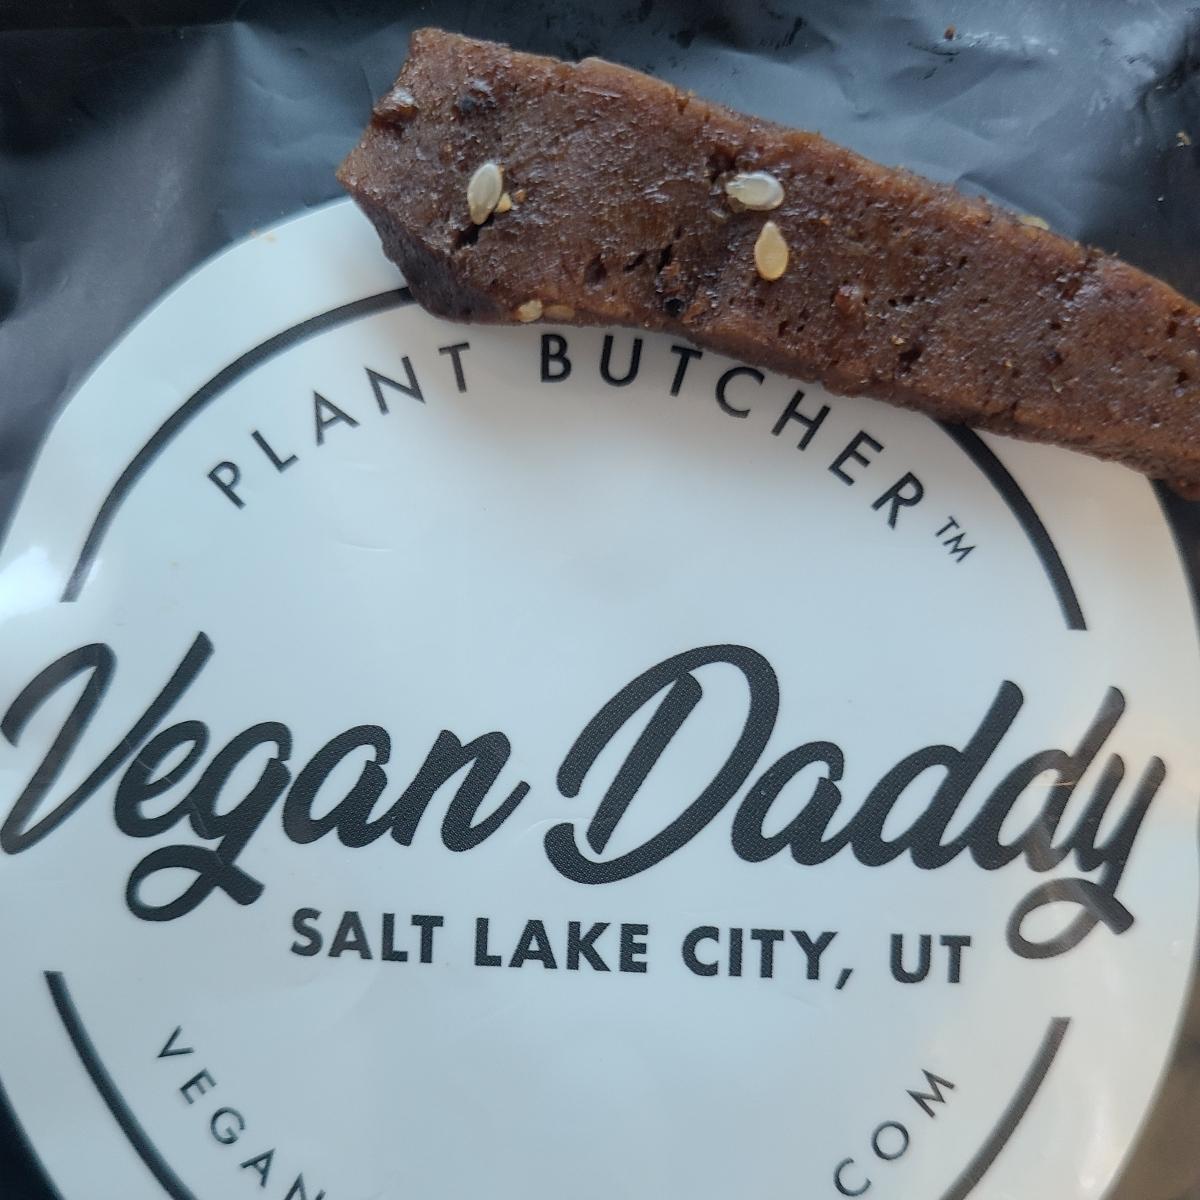 PLANT BUTCHER™
Vegan Daddy
SALT LAKE CITY, UT
VEGAN
COM